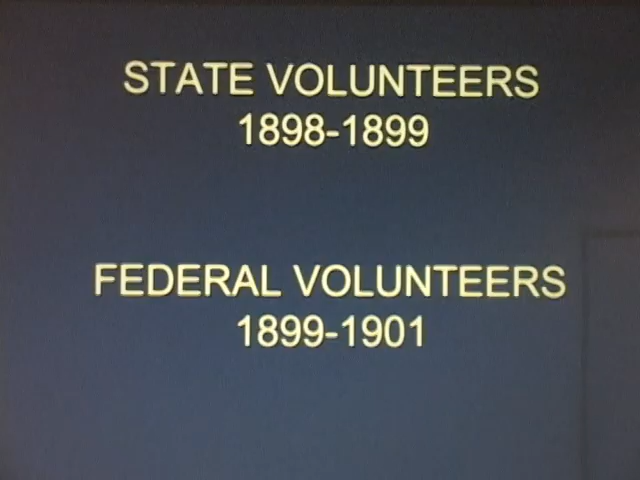 STATE VOLUNTEERS
1898-1899
FEDERAL VOLUNTEERS
1899-1901